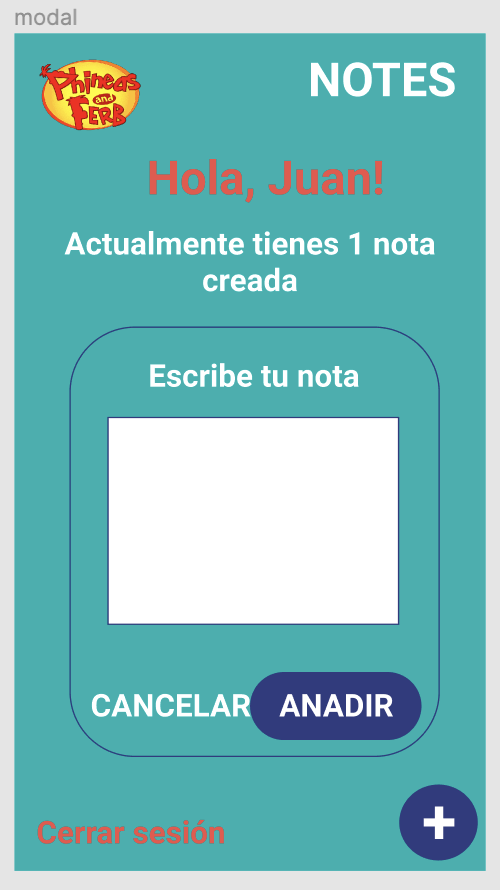 modal
Phineas
and
FERB
NOTES
Hola, Juan!
Actualmente tienes 1 nota
creada
Escribe tu nota
CANCELAR
ANADIR
Cerrar sesión